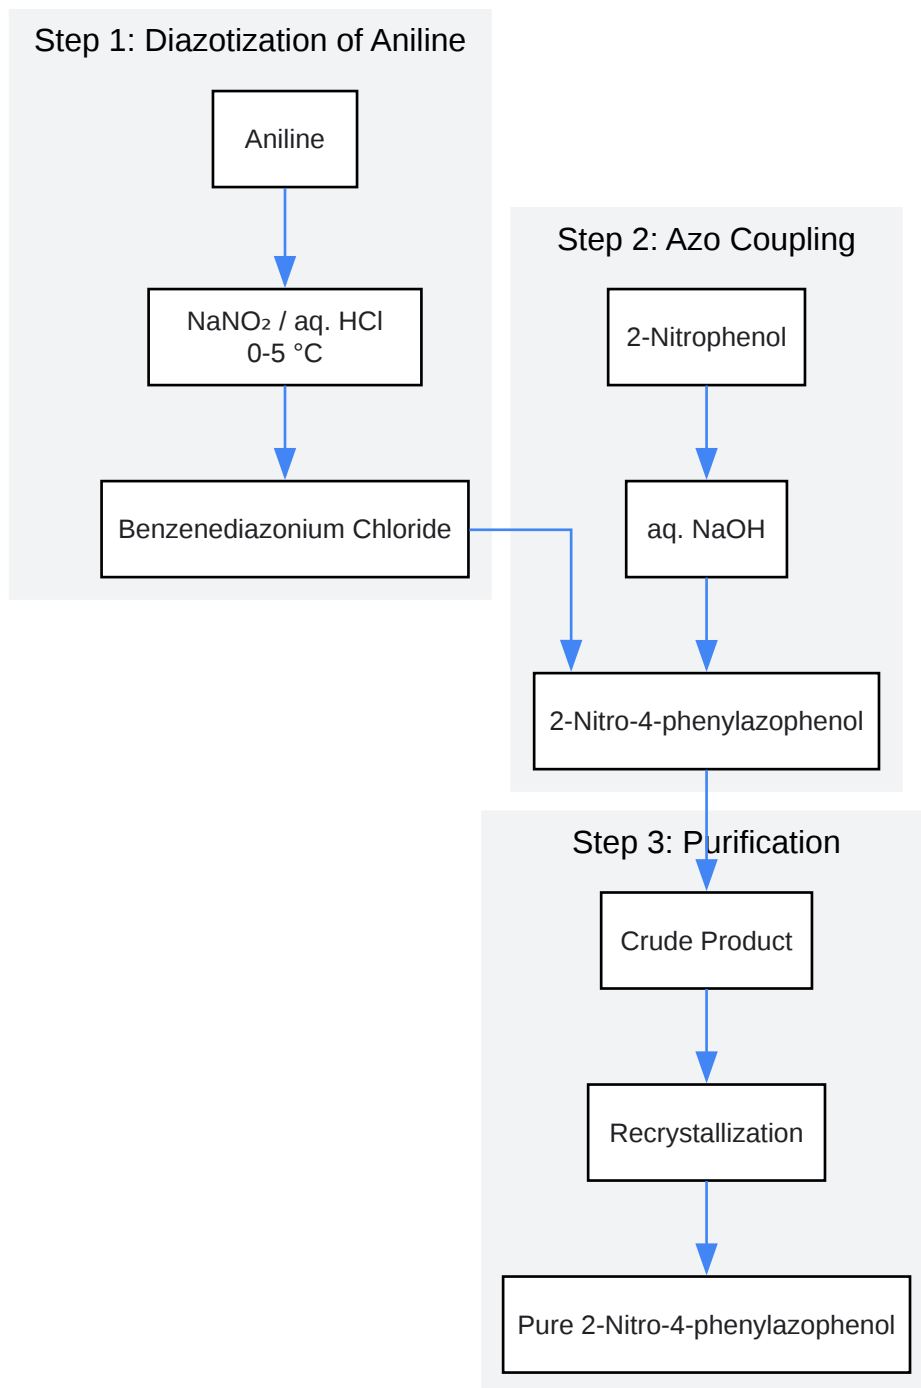 Step 1: Diazotization of Aniline
Aniline
NaNO₂ / aq. HCl
0-5 °C
Benzenediazonium Chloride
Step 2: Azo Coupling
2-Nitrophenol
aq. NaOH
2-Nitro-4-phenylazophenol
Step 3: Purification
Crude Product
Recrystallization
Pure 2-Nitro-4-phenylazophenol